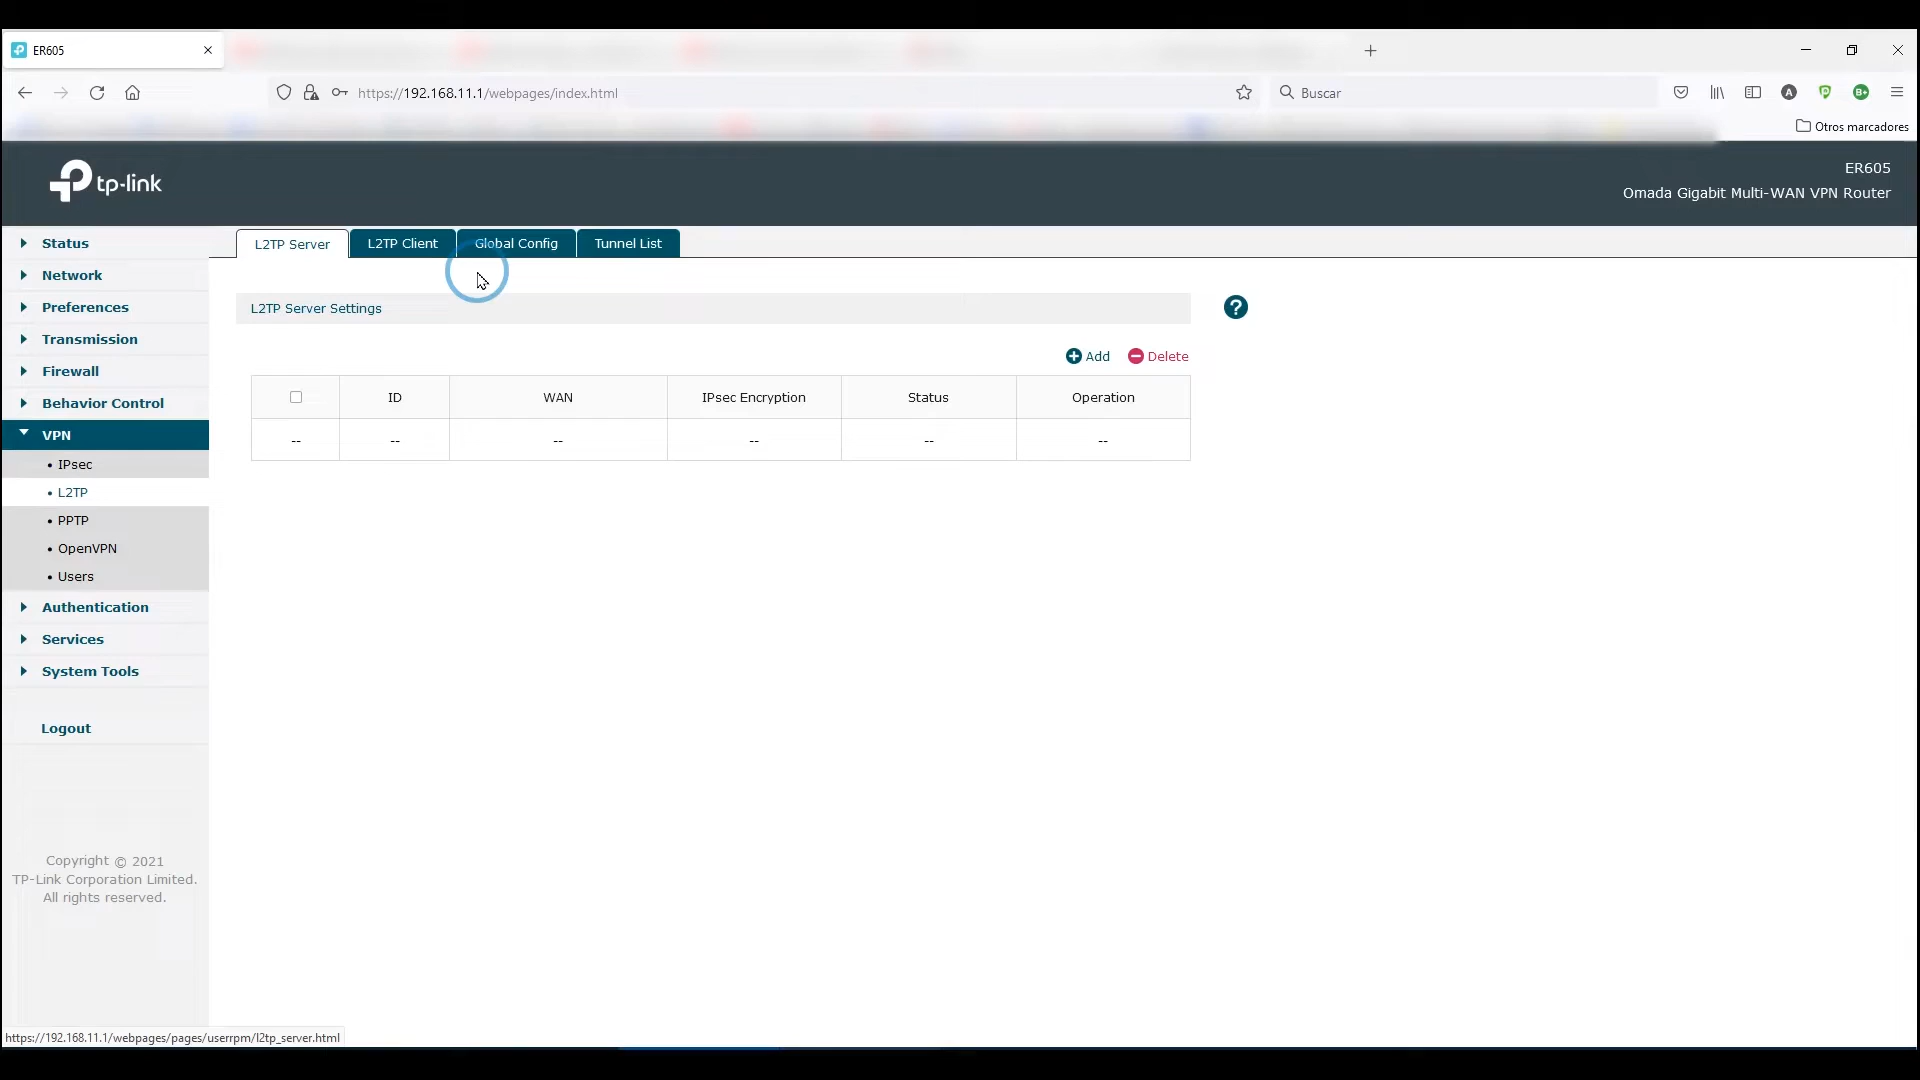 ER605
https://192.168.11.1/webpages/index.html
Buscar
Otros marcadores
tp-link
ER605
Omada Gigabit Multi-WAN VPN Router
Status
Network
Preferences
Transmission
Firewall
Behavior Control
VPN
IPsec
L2TP
PPTP
OpenVPN
Users
Authentication
Services
System Tools
Logout
Copyright © 2021
TP-Link Corporation Limited.
All rights reserved.
L2TP Server L2TP Client Global Config Tunnel List
L2TP Server Settings
?
Add Delete
ID WAN IPsec Encryption Status Operation
-- -- -- -- -- --
https://192.168.11.1/webpages/pages/userrpm/l2tp_server.html